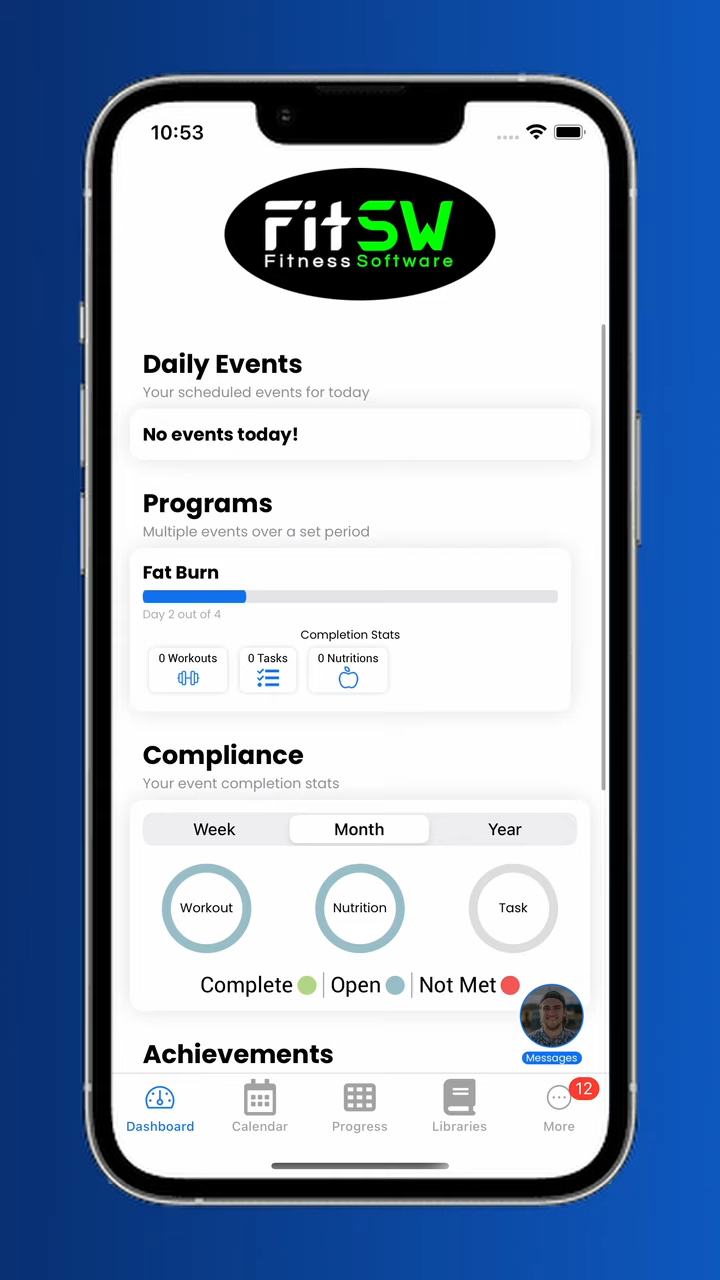 10:53
FitSW
Fitness Software
Daily Events
Your scheduled events for today
No events today!
Programs
Multiple events over a set period
Fat Burn
Day 2 out of 4
Completion Stats
0 Workouts 0 Tasks 0 Nutritions
Compliance
Your event completion stats
Week Month Year
Workout Nutrition Task
Complete Open Not Met
Messages
Achievements
12
Dashboard Calendar Progress Libraries More